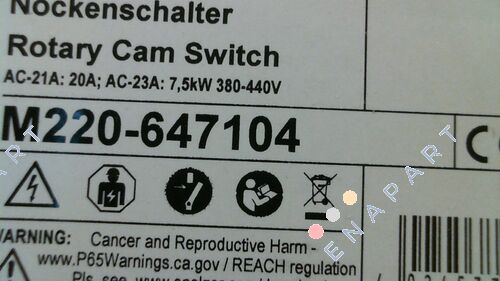 Nockenschalter
Rotary Cam Switch
AC-21A: 20A; AC-23A: 7,5kW 380-440V
M220-647104
WARNING: Cancer and Reproductive Harm -
www.P65Warnings.ca.gov / REACH regulation
ENAPART